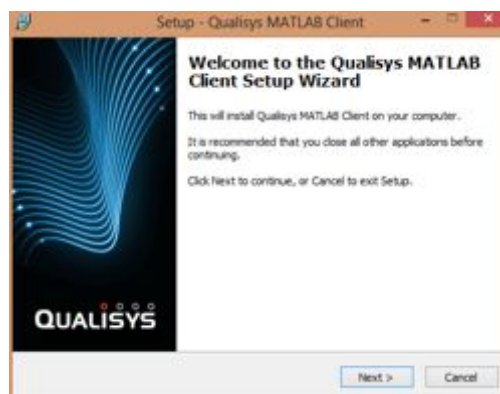 Setup - Qualisys MATLAB Client
Welcome to the Qualisys MATLAB
Client Setup Wizard
This will install Qualisys MATLAB Client on your computer.
It is recommended that you close all other applications before
continuing.
Click Next to continue, or Cancel to exit Setup.
QUALISYS
Next >
Cancel